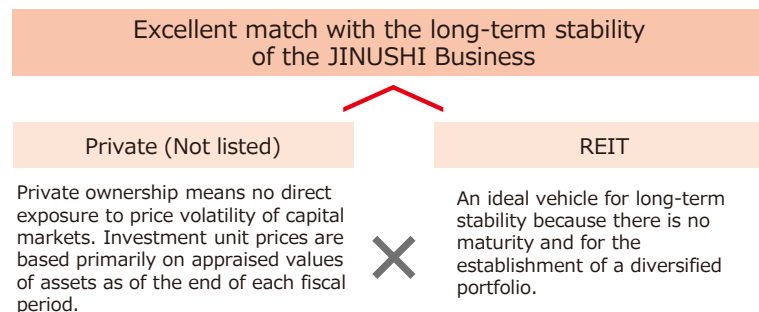 Excellent match with the long-term stability
of the JINUSHI Business
Private (Not listed)
Private ownership means no direct
exposure to price volatility of capital
markets. Investment unit prices are
based primarily on appraised values
of assets as of the end of each fiscal
period.
REIT
An ideal vehicle for long-term
stability because there is no
maturity and for the
establishment of a diversified
portfolio.